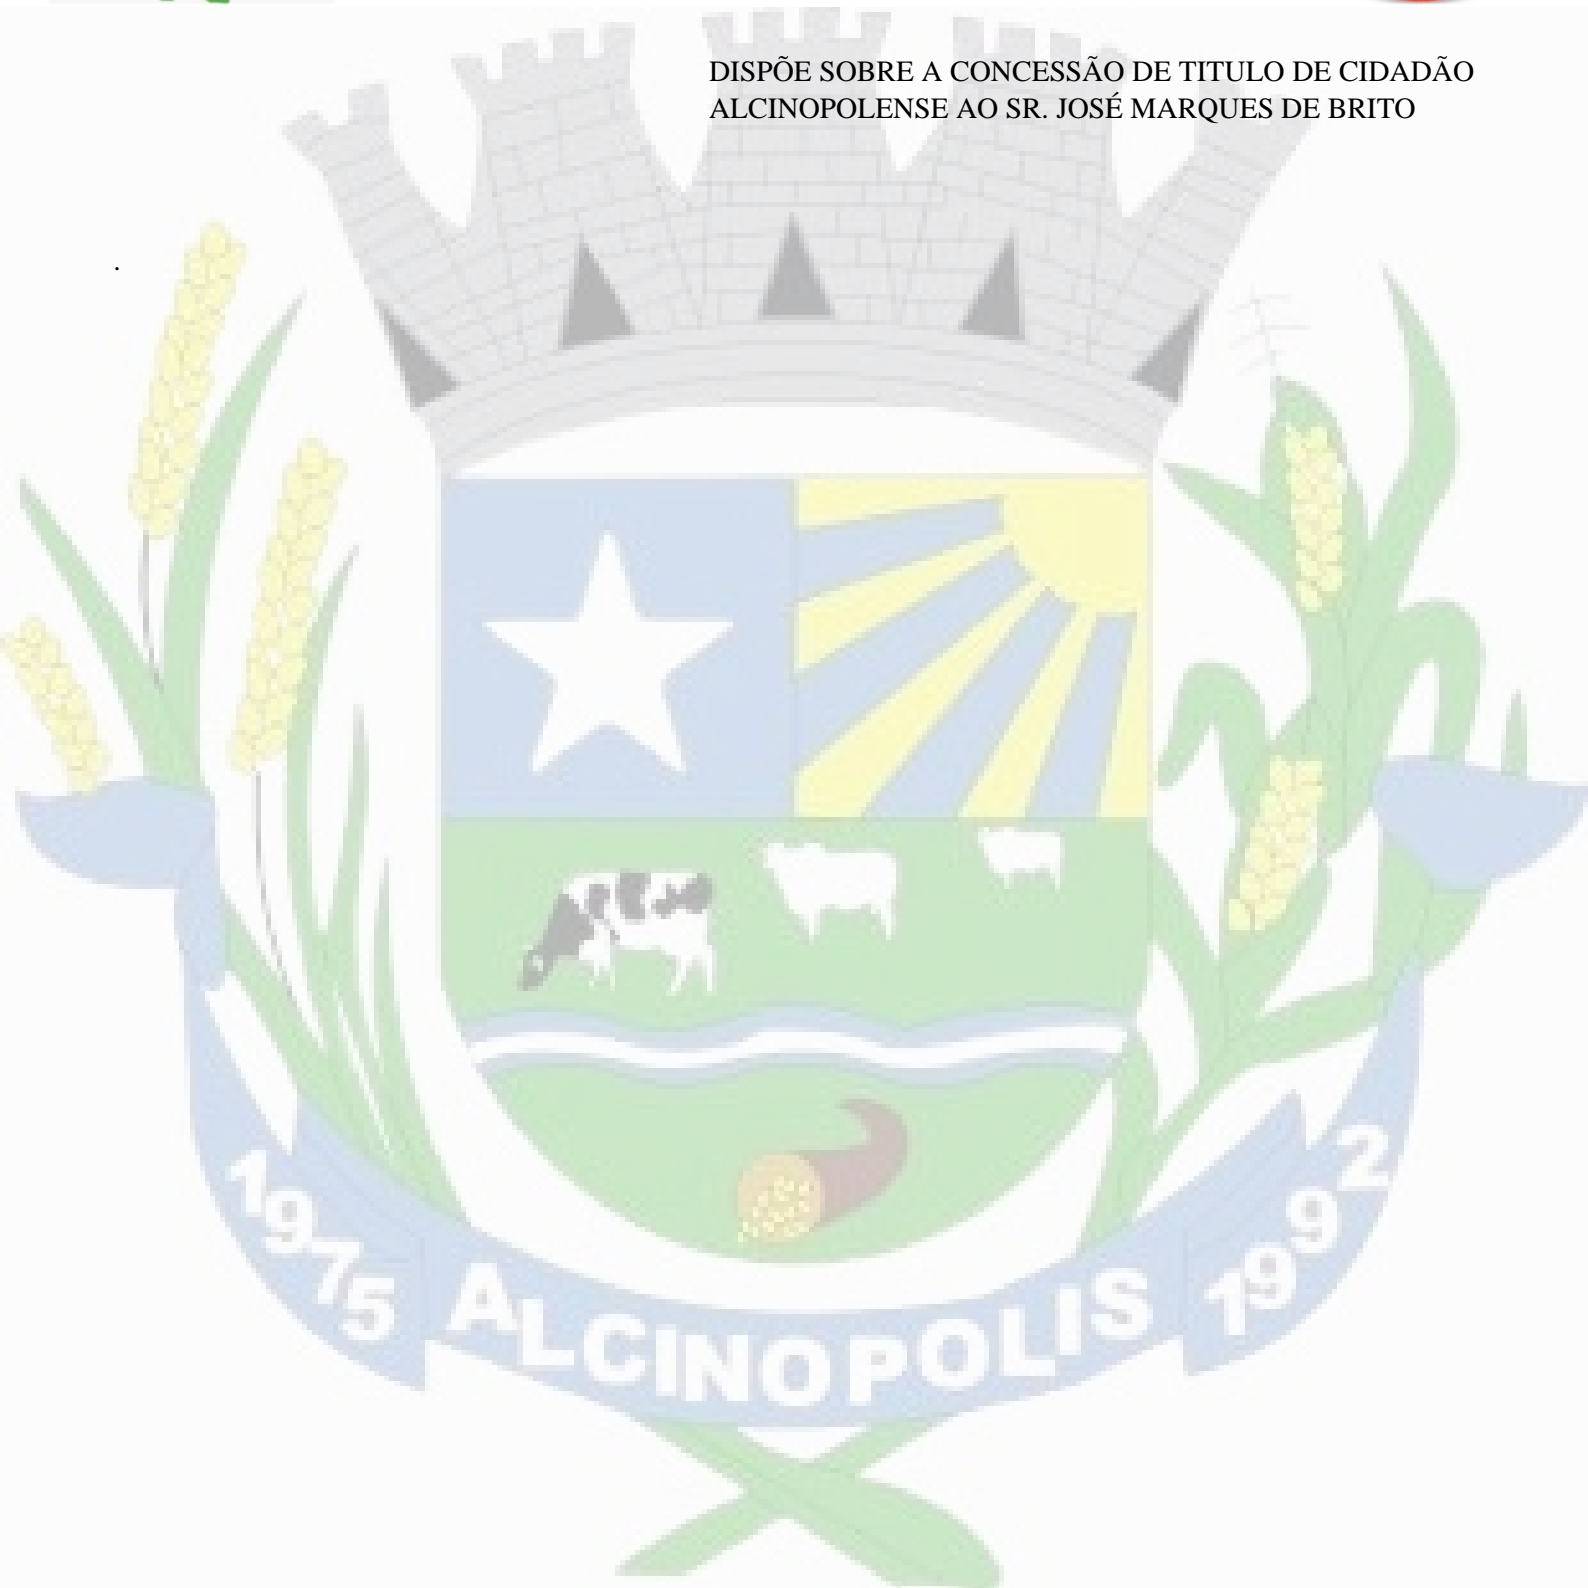 DISPÕE SOBRE A CONCESSÃO DE TITULO DE CIDADÃO
ALCINOPOLENSE AO SR. JOSÉ MARQUES DE BRITO
.
1975 ALCINOPOLIS 1992